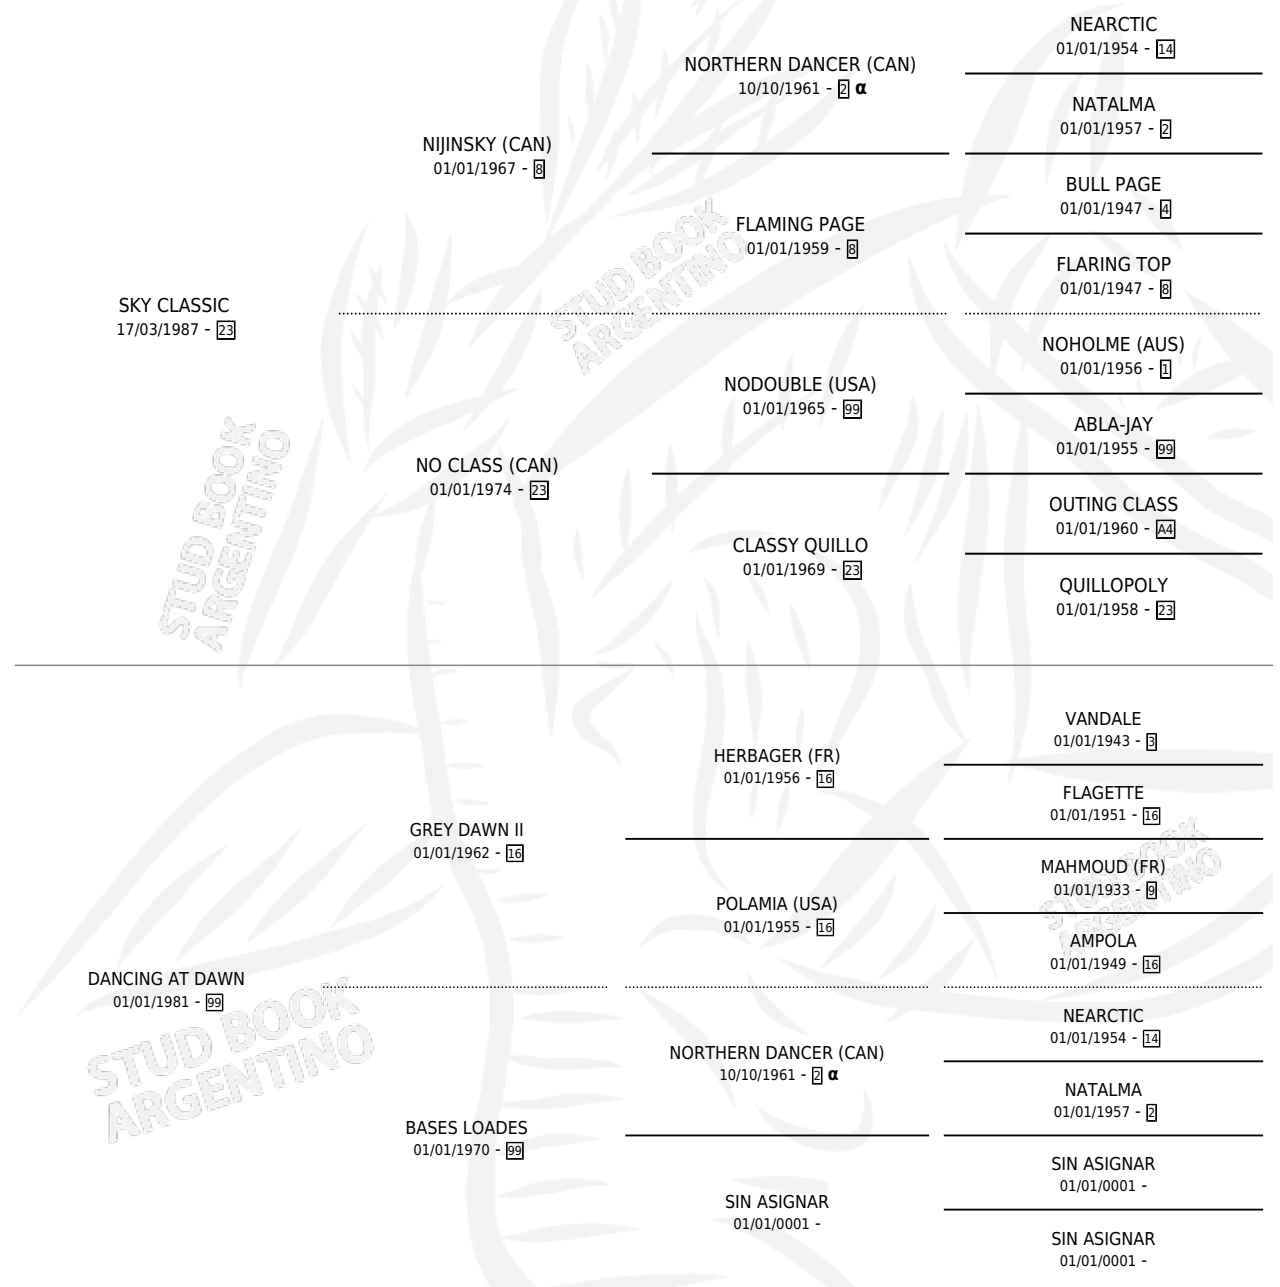 NEARCTIC
01/01/1954 - 14
NORTHERN DANCER (CAN)
10/10/1961 - 2 α
NATALMA
01/01/1957 - 2
NIJINSKY (CAN)
01/01/1967 - 8
BULL PAGE
01/01/1947 - 4
FLAMING PAGE
01/01/1959 - 8
FLARING TOP
01/01/1947 - 8
SKY CLASSIC
17/03/1987 - 23
NOHOLME (AUS)
01/01/1956 - 1
NODOUBLE (USA)
01/01/1965 - 99
ABLA-JAY
01/01/1955 - 99
NO CLASS (CAN)
01/01/1974 - 23
OUTING CLASS
01/01/1960 - A4
CLASSY QUILLO
01/01/1969 - 23
QUILLOPOLY
01/01/1958 - 23
VANDALE
01/01/1943 - 3
HERBAGER (FR)
01/01/1956 - 16
FLAGETTE
01/01/1951 - 16
GREY DAWN II
01/01/1962 - 16
MAHMOUD (FR)
01/01/1933 - 9
POLAMIA (USA)
01/01/1955 - 16
AMPOLA
01/01/1949 - 16
DANCING AT DAWN
01/01/1981 - 99
NEARCTIC
01/01/1954 - 14
NORTHERN DANCER (CAN)
10/10/1961 - 2 α
NATALMA
01/01/1957 - 2
BASES LOADES
01/01/1970 - 99
SIN ASIGNAR
01/01/0001 -
SIN ASIGNAR
01/01/0001 -
SIN ASIGNAR
01/01/0001 -
STUD BOOK
ARGENTINO
STUD BOOK
ARGENTINO
STUD BOOK
ARGENTINO
STUD BOOK
ARGENTINO